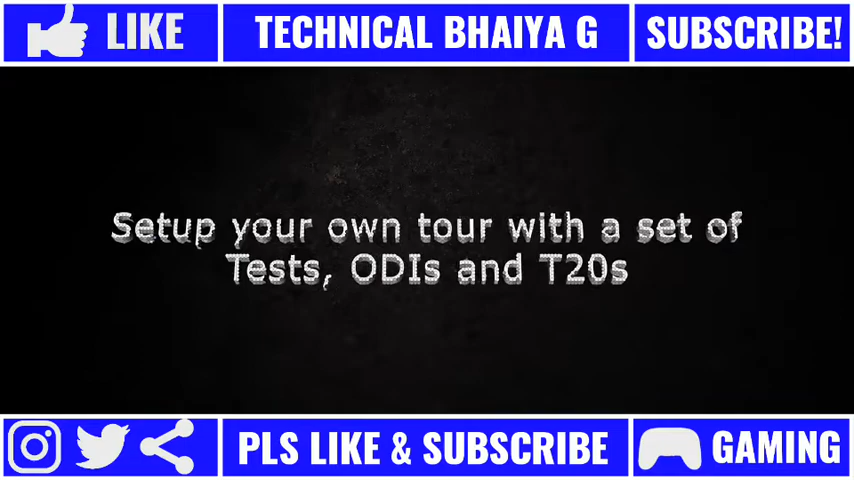 LIKE
TECHNICAL BHAIYA G
SUBSCRIBE!
Setup your own tour with a set of
Tests, ODIs and T20s
PLS LIKE & SUBSCRIBE
GAMING